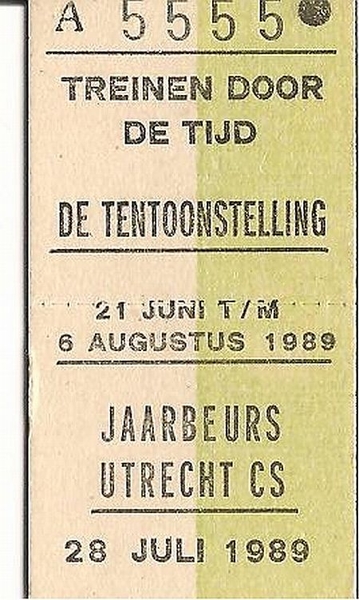 A 5555
TREINEN DOOR
DE TIJD
DE TENTOONSTELLING
21 JUNI T/M
6 AUGUSTUS 1989
JAARBEURS
UTRECHT CS
28 JULI 1989